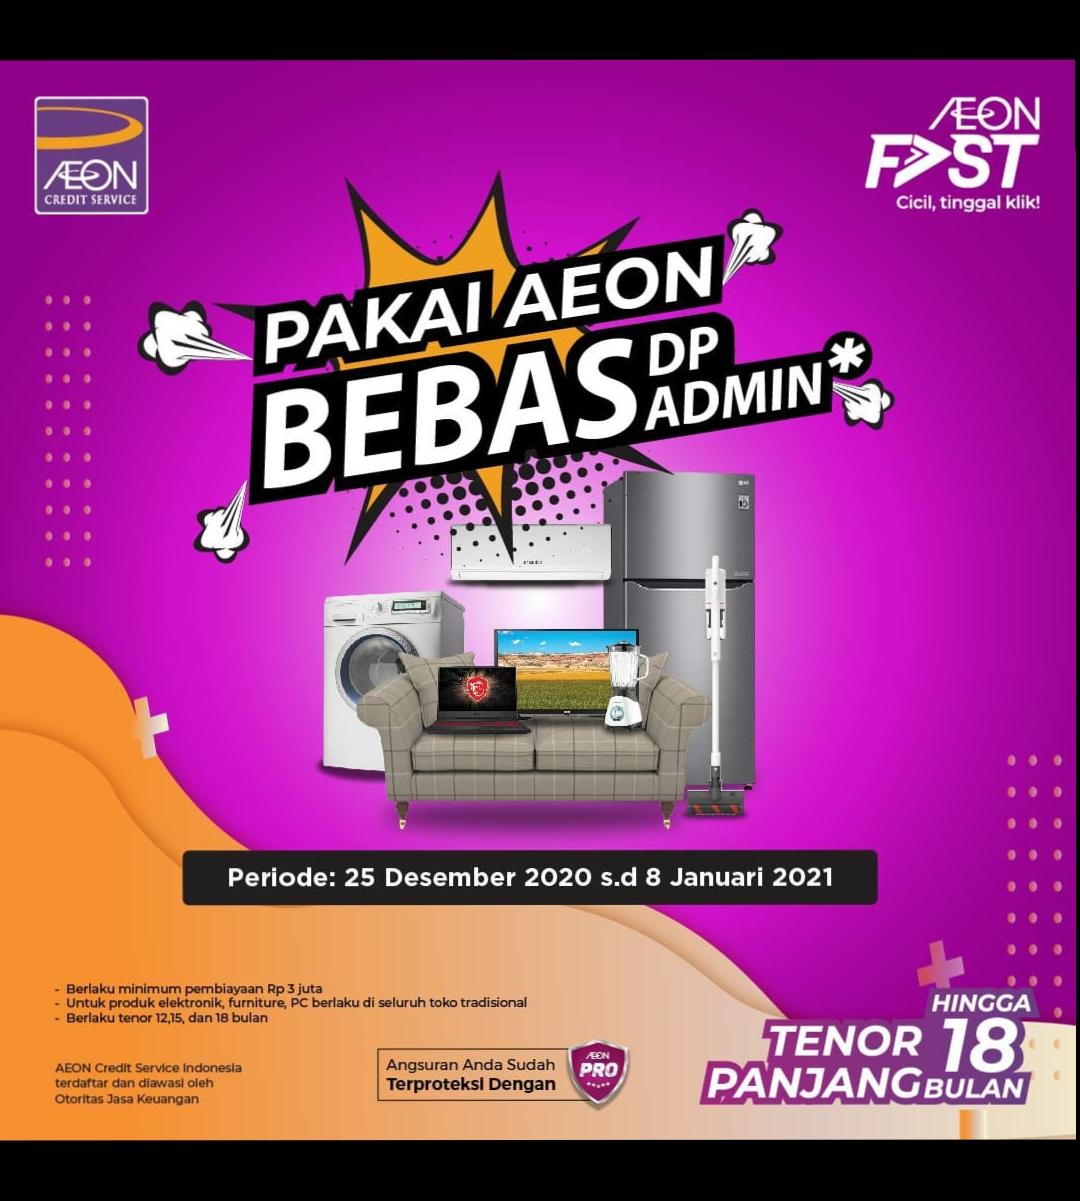 ÆON
CREDIT SERVICE
ÆON
FAST
Cicil, tinggal klik!
PAKAI AEON
BEBAS DP
ADMIN*
Periode: 25 Desember 2020 s.d 8 Januari 2021
- Berlaku minimum pembiayaan Rp 3 juta
- Untuk produk elektronik, furniture, PC berlaku di seluruh toko tradisional
- Berlaku tenor 12,15, dan 18 bulan
AEON Credit Service Indonesia
terdaftar dan diawasi oleh
Otoritas Jasa Keuangan
Angsuran Anda Sudah
Terproteksi Dengan
ÆON
PRO
HINGGA
TENOR 18
PANJANG BULAN